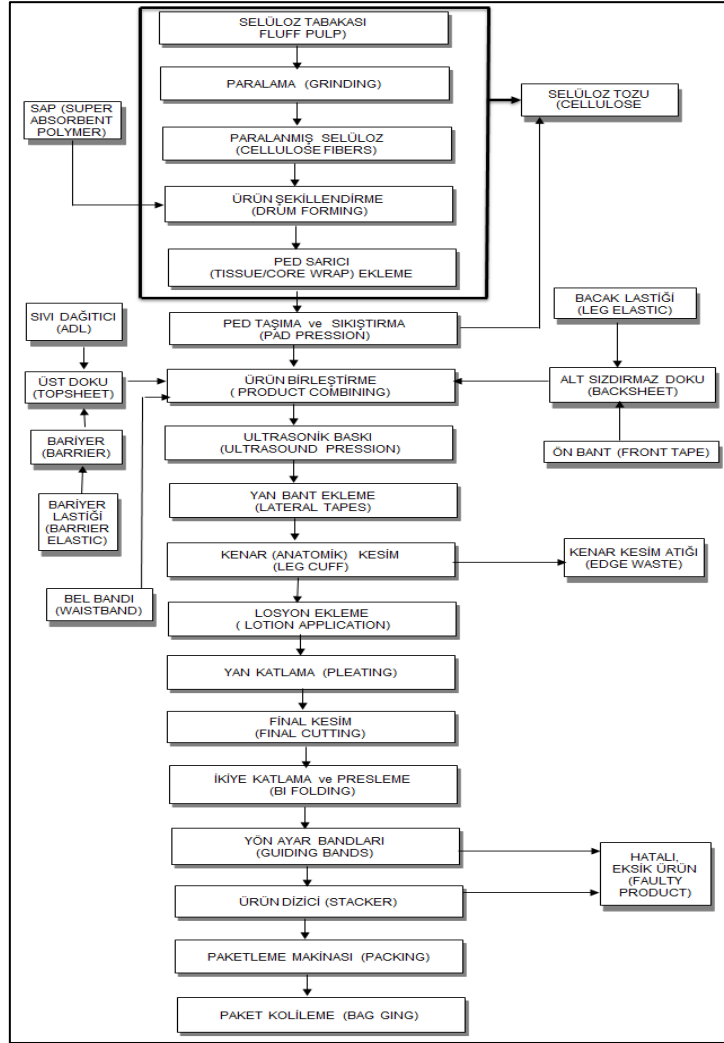 SELÜLOZ TABAKASI
FLUFF PULP)
PARALAMA (GRINDING)
SELÜLOZ TOZU
(CELLULOSE
SAP (SUPER
ABSORBENT
POLYMER)
PARALANMIŞ SELÜLOZ
(CELLULOSE FIBERS)
ÜRÜN ŞEKİLLENDİRME
(DRUM FORMING)
PED SARICI
(TISSUE/CORE WRAP) EKLEME
BACAK LASTİĞİ
(LEG ELASTIC)
SIVI DAĞITICI
(ADL)
PED TAŞIMA ve SIKIŞTIRMA
(PAD PRESSION)
ÜST DOKU
(TOPSHEET)
ÜRÜN BİRLEŞTİRME
( PRODUCT COMBINING)
ALT SIZDIRMAZ DOKU
(BACKSHEET)
BARİYER
(BARRIER)
ULTRASONİK BASKI
(ULTRASOUND PRESSION)
ÖN BANT (FRONT TAPE)
BARİYER
LASTİĞİ
(BARRIER
ELASTIC)
YAN BANT EKLEME
(LATERAL TAPES)
KENAR (ANATOMİK) KESİM
(LEG CUFF)
KENAR KESİM ATIĞI
(EDGE WASTE)
BEL BANDI
(WAISTBAND)
LOSYON EKLEME
( LOTION APPLICATION)
YAN KATLAMA (PLEATING)
FİNAL KESİM
(FINAL CUTTING)
İKİYE KATLAMA ve PRESLEME
(BI FOLDING)
YÖN AYAR BANDLARI
(GUIDING BANDS)
HATALI,
EKSİK ÜRÜN
(FAULTY
PRODUCT)
ÜRÜN DİZİCİ (STACKER)
PAKETLEME MAKİNASI (PACKING)
PAKET KOLİLEME (BAG GING)